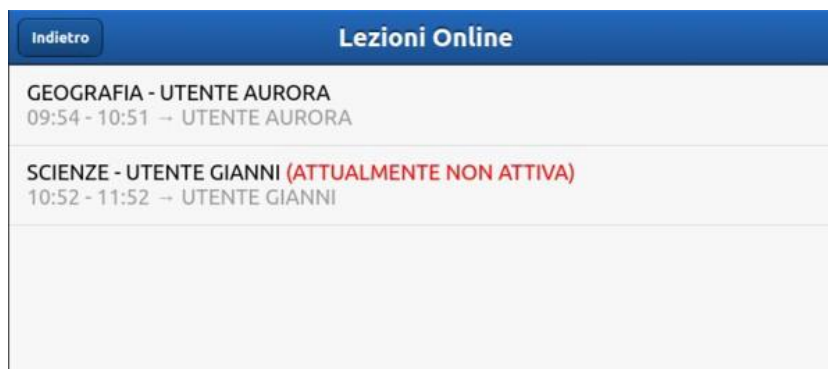 Indietro
Lezioni Online
GEOGRAFIA - UTENTE AURORA
09:54 - 10:51 → UTENTE AURORA
SCIENZE - UTENTE GIANNI (ATTUALMENTE NON ATTIVA)
10:52 - 11:52 → UTENTE GIANNI